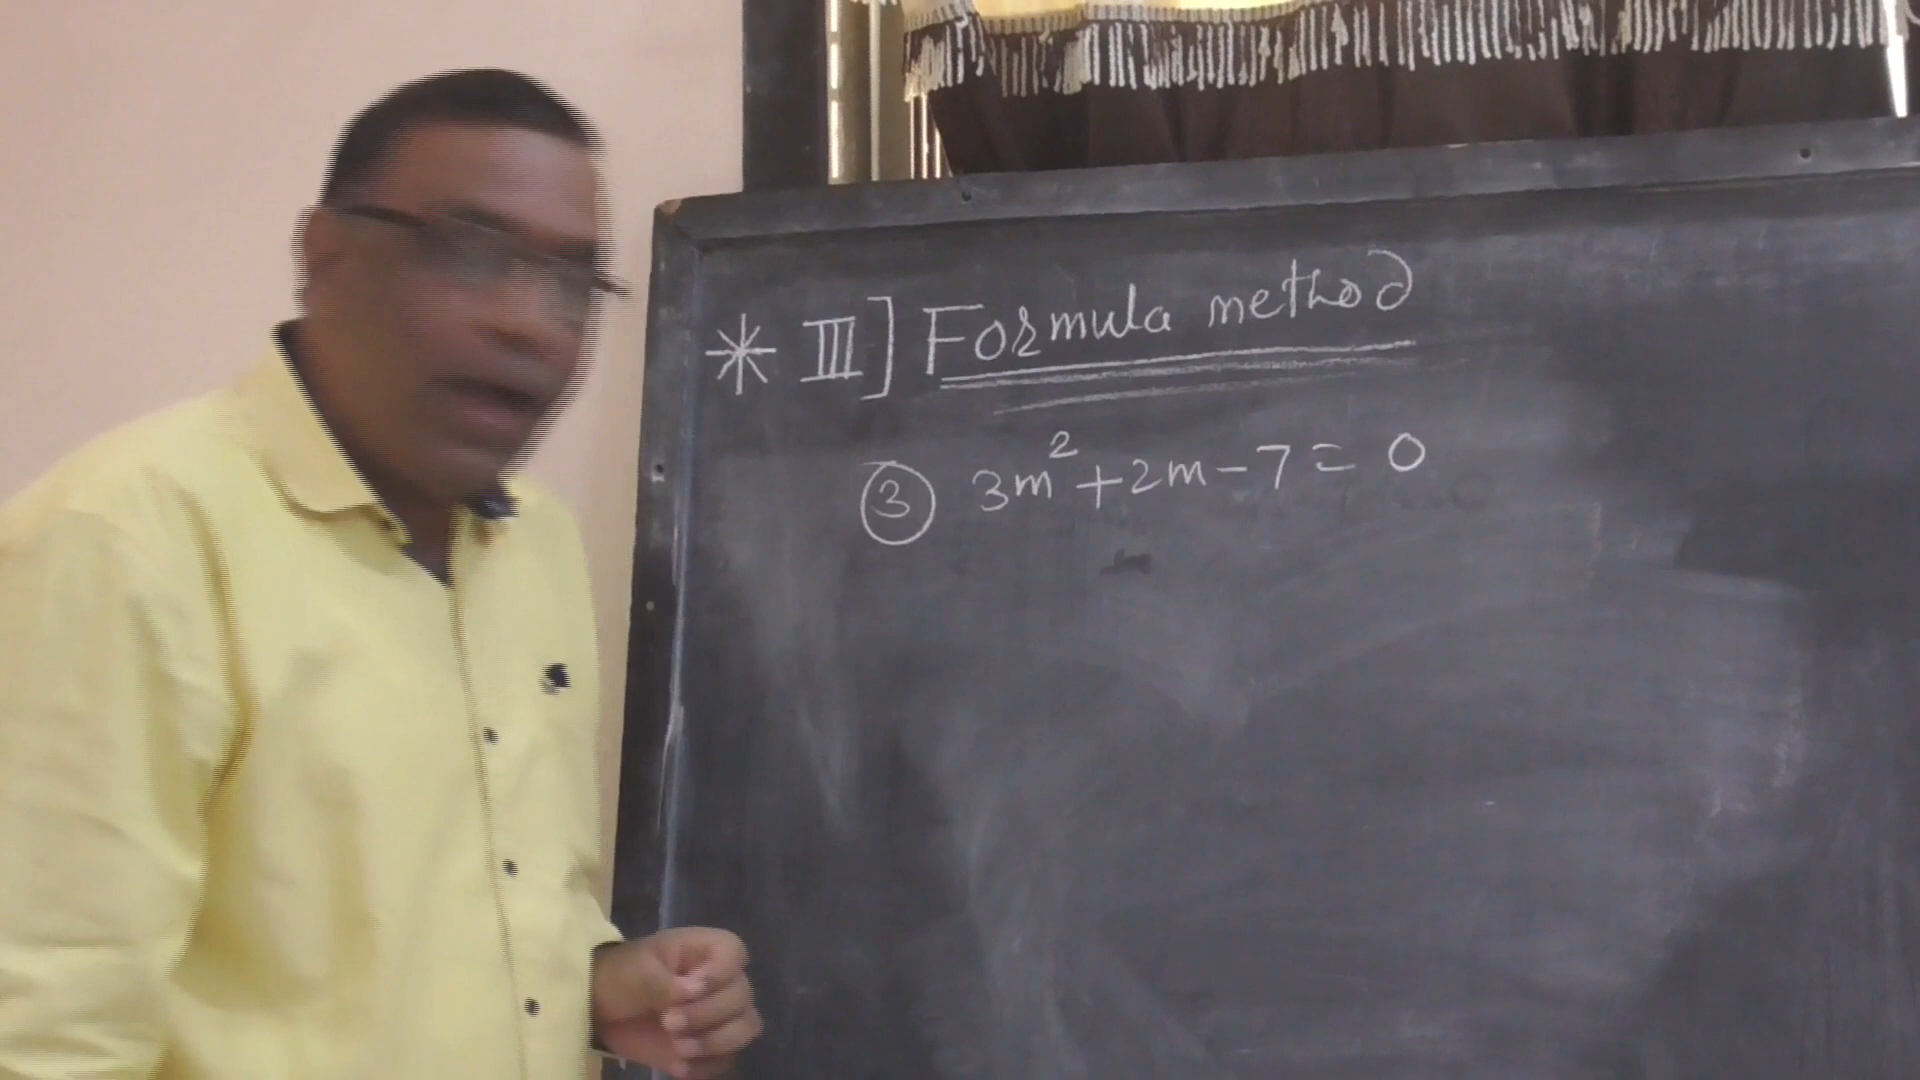 * III] Formula method
③ 3m²+2m-7=0